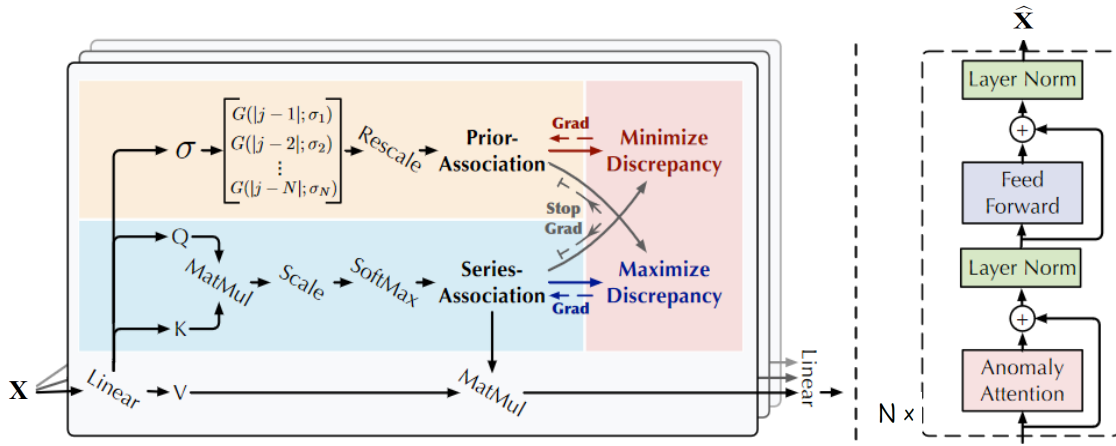 X
Linear
σ
G(|j − 1|; σ₁)
G(|j − 2|; σ₂)
⋮
G(|j − N|; σ_N)
Rescale
Prior-
Association
Grad
Minimize
Discrepancy
Stop
Grad
Q
K
MatMul
Scale
SoftMax
Series-
Association
Grad
Maximize
Discrepancy
V
MatMul
Linear
X̂
Layer Norm
+
Feed
Forward
Layer Norm
+
Anomaly
Attention
N ×